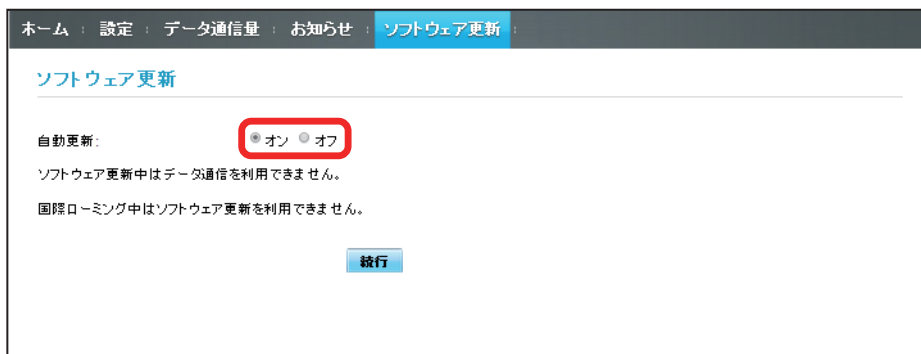 ホーム : 設定 : データ通信量 : お知らせ : ソフトウェア更新 :
ソフトウェア更新
自動更新: オン オフ
ソフトウェア更新中はデータ通信を利用できません。
国際ローミング中はソフトウェア更新を利用できません。
続行